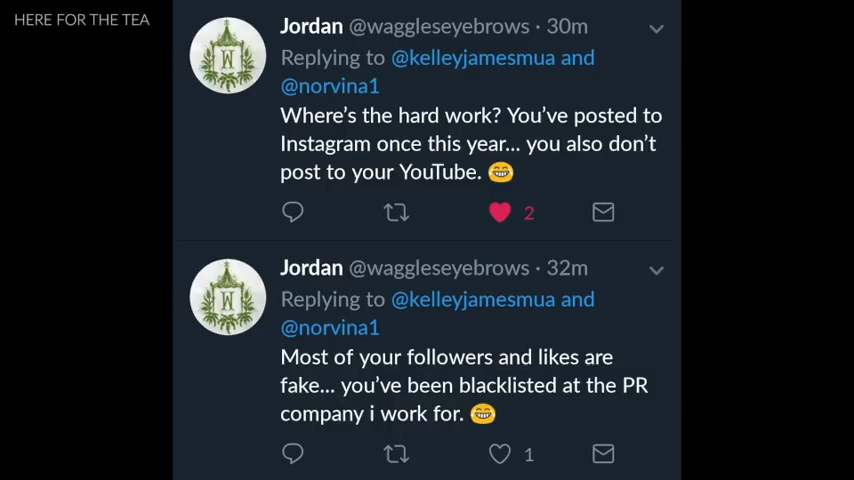 HERE FOR THE TEA
Jordan @waggleseyebrows · 30m
Replying to @kelleyjamesmua and
@norvina1
Where’s the hard work? You’ve posted to
Instagram once this year... you also don’t
post to your YouTube. 😂
2
Jordan @waggleseyebrows · 32m
Replying to @kelleyjamesmua and
@norvina1
Most of your followers and likes are
fake... you’ve been blacklisted at the PR
company i work for. 😂
1